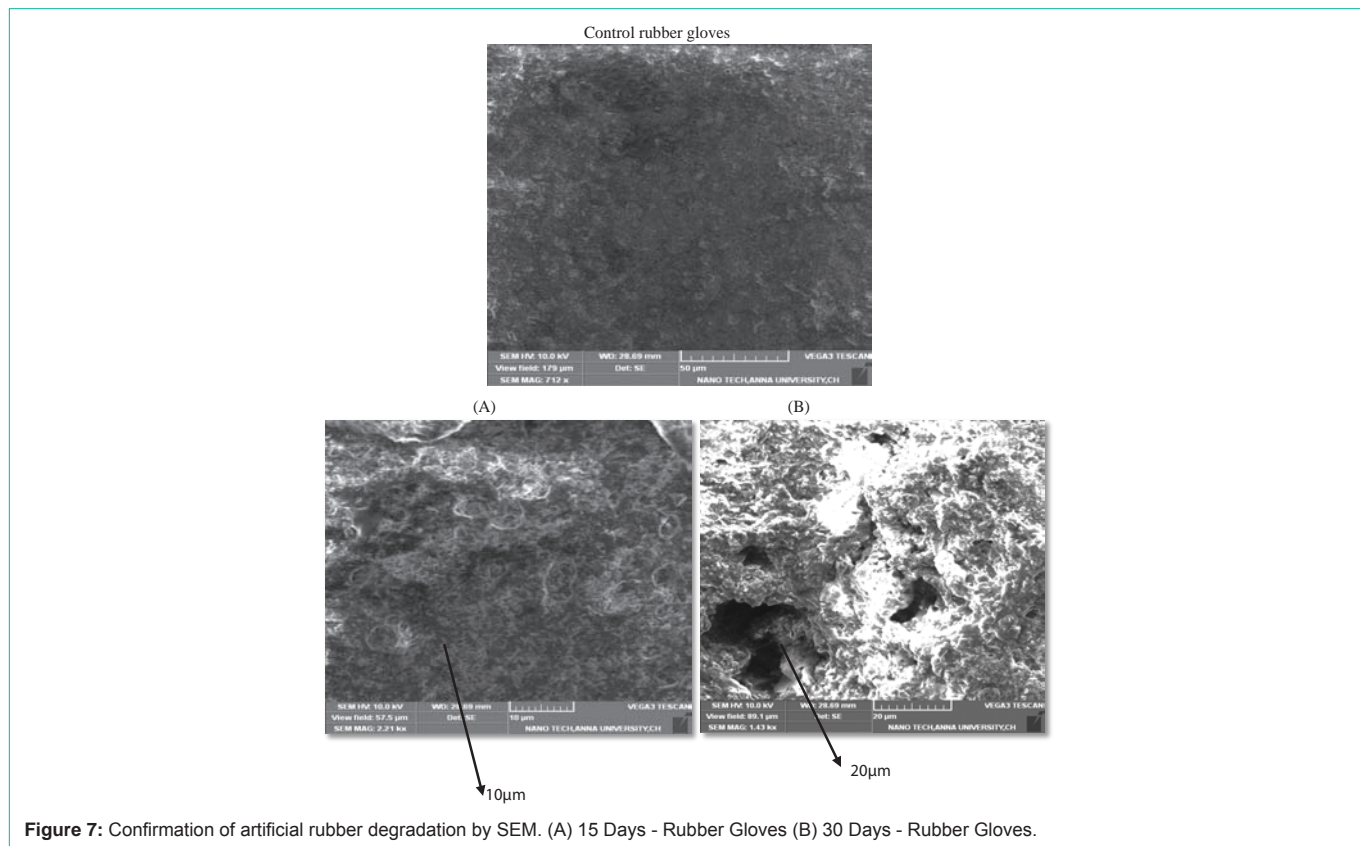 Control rubber gloves
SEM HV: 10.0 kV WD: 28.69 mm VEGA3 TESCAN
View field: 179 µm Det: SE 50 µm
SEM MAG: 712 x NANO TECH,ANNA UNIVERSITY,CH
(A) (B)
SEM HV: 10.0 kV WD: 28.69 mm VEGA3 TESCAN
View field: 57.5 µm Det: SE 10 µm
SEM MAG: 2.21 kx NANO TECH,ANNA UNIVERSITY,CH
SEM HV: 10.0 kV WD: 28.69 mm VEGA3 TESCAN
View field: 89.1 µm Det: SE 20 µm
SEM MAG: 1.43 kx NANO TECH,ANNA UNIVERSITY,CH
20µm
10µm
Figure 7: Confirmation of artificial rubber degradation by SEM. (A) 15 Days - Rubber Gloves (B) 30 Days - Rubber Gloves.